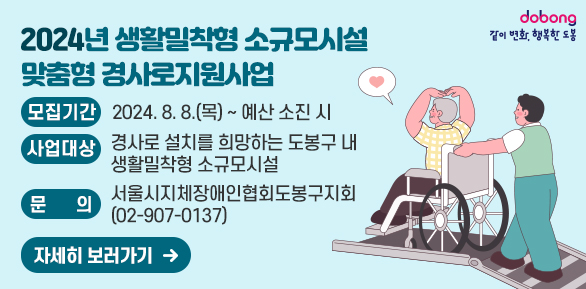 dobong
같이 변화, 행복한 도봉
2024년 생활밀착형 소규모시설
맞춤형 경사로지원사업
모집기간 2024. 8. 8.(목) ~ 예산 소진 시
사업대상 경사로 설치를 희망하는 도봉구 내
생활밀착형 소규모시설
문 의 서울시지체장애인협회도봉구지회
(02-907-0137)
자세히 보러가기 →